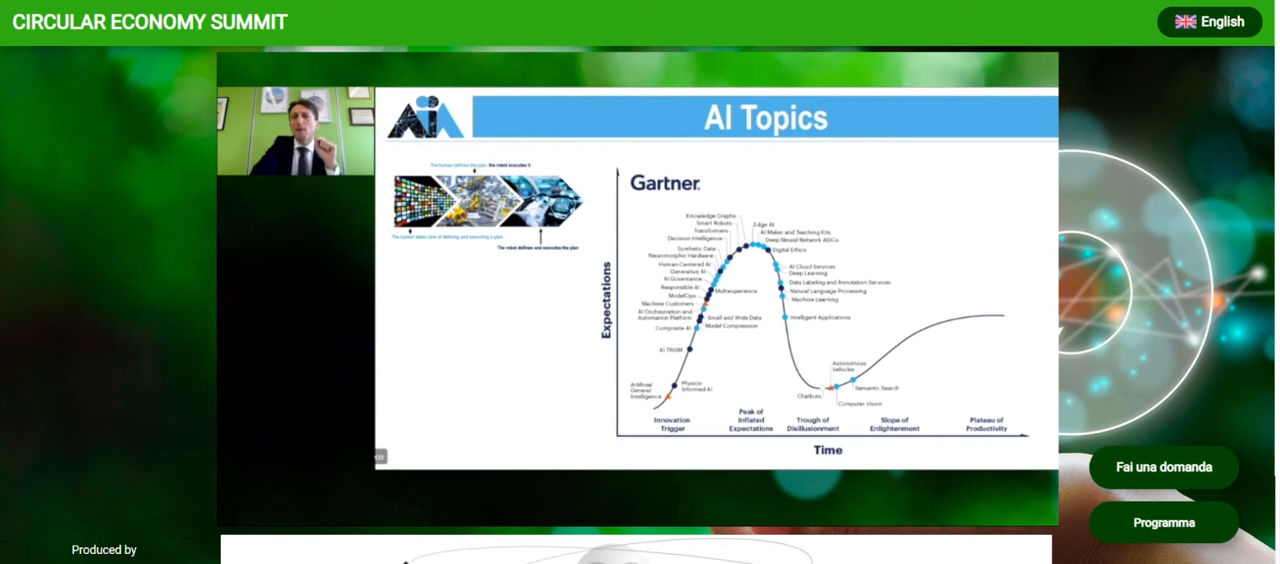 CIRCULAR ECONOMY SUMMIT
English
AiA
AI Topics
The human defines the plan, the robot executes it
The human takes care of defining and executing a plan
The robot defines and executes the plan
Gartner
Expectations
Knowledge Graphs
Smart Robots
Transformers
Decision Intelligence
Synthetic Data
Neuromorphic Hardware
Human-Centered AI
Generative AI
AI Governance
Responsible AI
ModelOps
Machine Customers
AI Orchestration and
Automation Platform
Composite AI
AI TRiSM
Artificial
General
Intelligence
Physics-
Informed AI
Multiexperience
Small and Wide Data
Model Compression
Edge AI
AI Maker and Teaching Kits
Deep Neural Network ASICs
Digital Ethics
AI Cloud Services
Deep Learning
Data Labeling and Annotation Services
Natural Language Processing
Machine Learning
Intelligent Applications
Autonomous
Vehicles
Chatbots
Semantic Search
Computer Vision
Innovation
Trigger
Peak of
Inflated
Expectations
Trough of
Disillusionment
Slope of
Enlightenment
Plateau of
Productivity
Time
Fai una domanda
Programma
Produced by